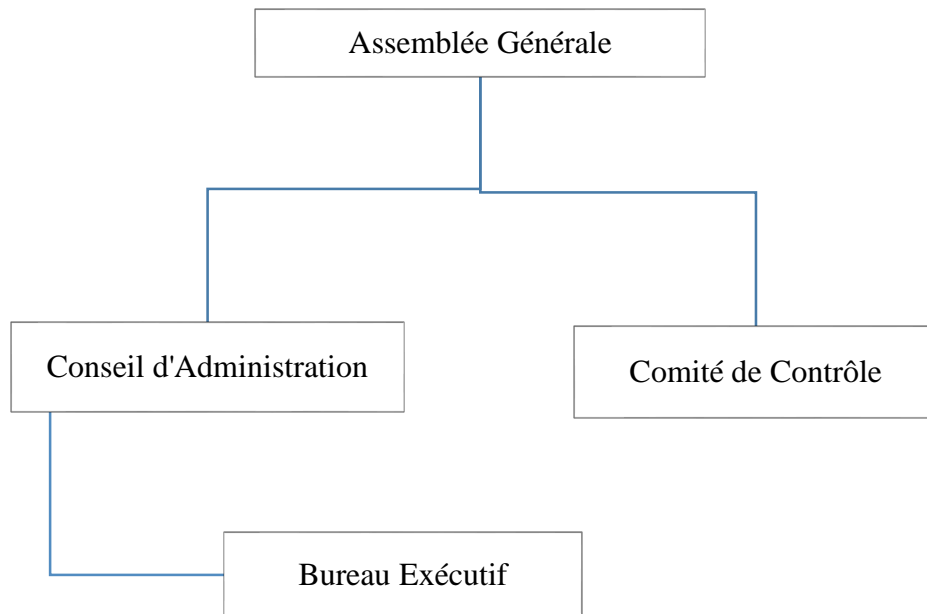 Assemblée Générale
Conseil d'Administration
Comité de Contrôle
Bureau Exécutif